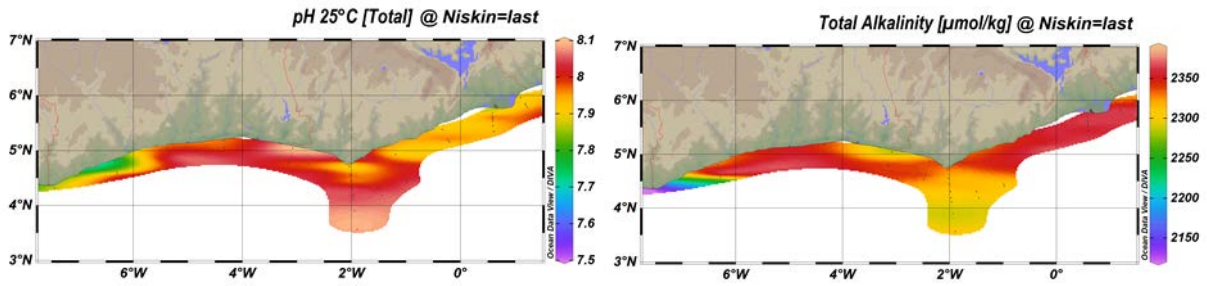 pH 25°C [Total] @ Niskin=last
7°N
6°N
5°N
4°N
3°N
6°W
4°W
2°W
0°
8.1
8
7.9
7.8
7.7
7.6
7.5
Ocean Data View / DIVA
Total Alkalinity [µmol/kg] @ Niskin=last
7°N
6°N
5°N
4°N
3°N
6°W
4°W
2°W
0°
2350
2300
2250
2200
2150
Ocean Data View / DIVA